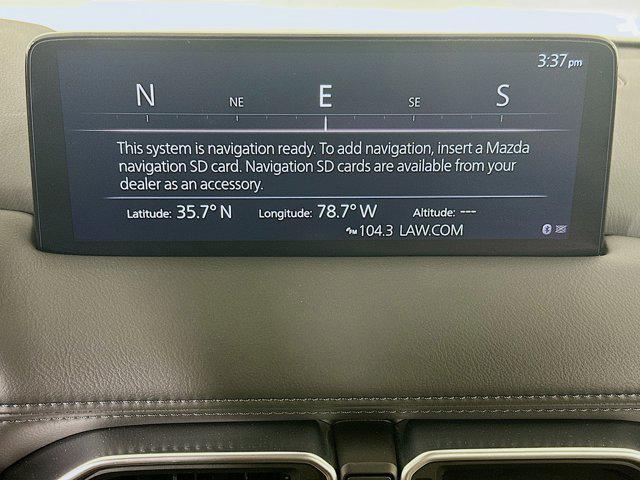 3:37pm
N NE E SE S
This system is navigation ready. To add navigation, insert a Mazda
navigation SD card. Navigation SD cards are available from your
dealer as an accessory.
Latitude: 35.7° N Longitude: 78.7° W Altitude: ---
FM 104.3 LAW.COM